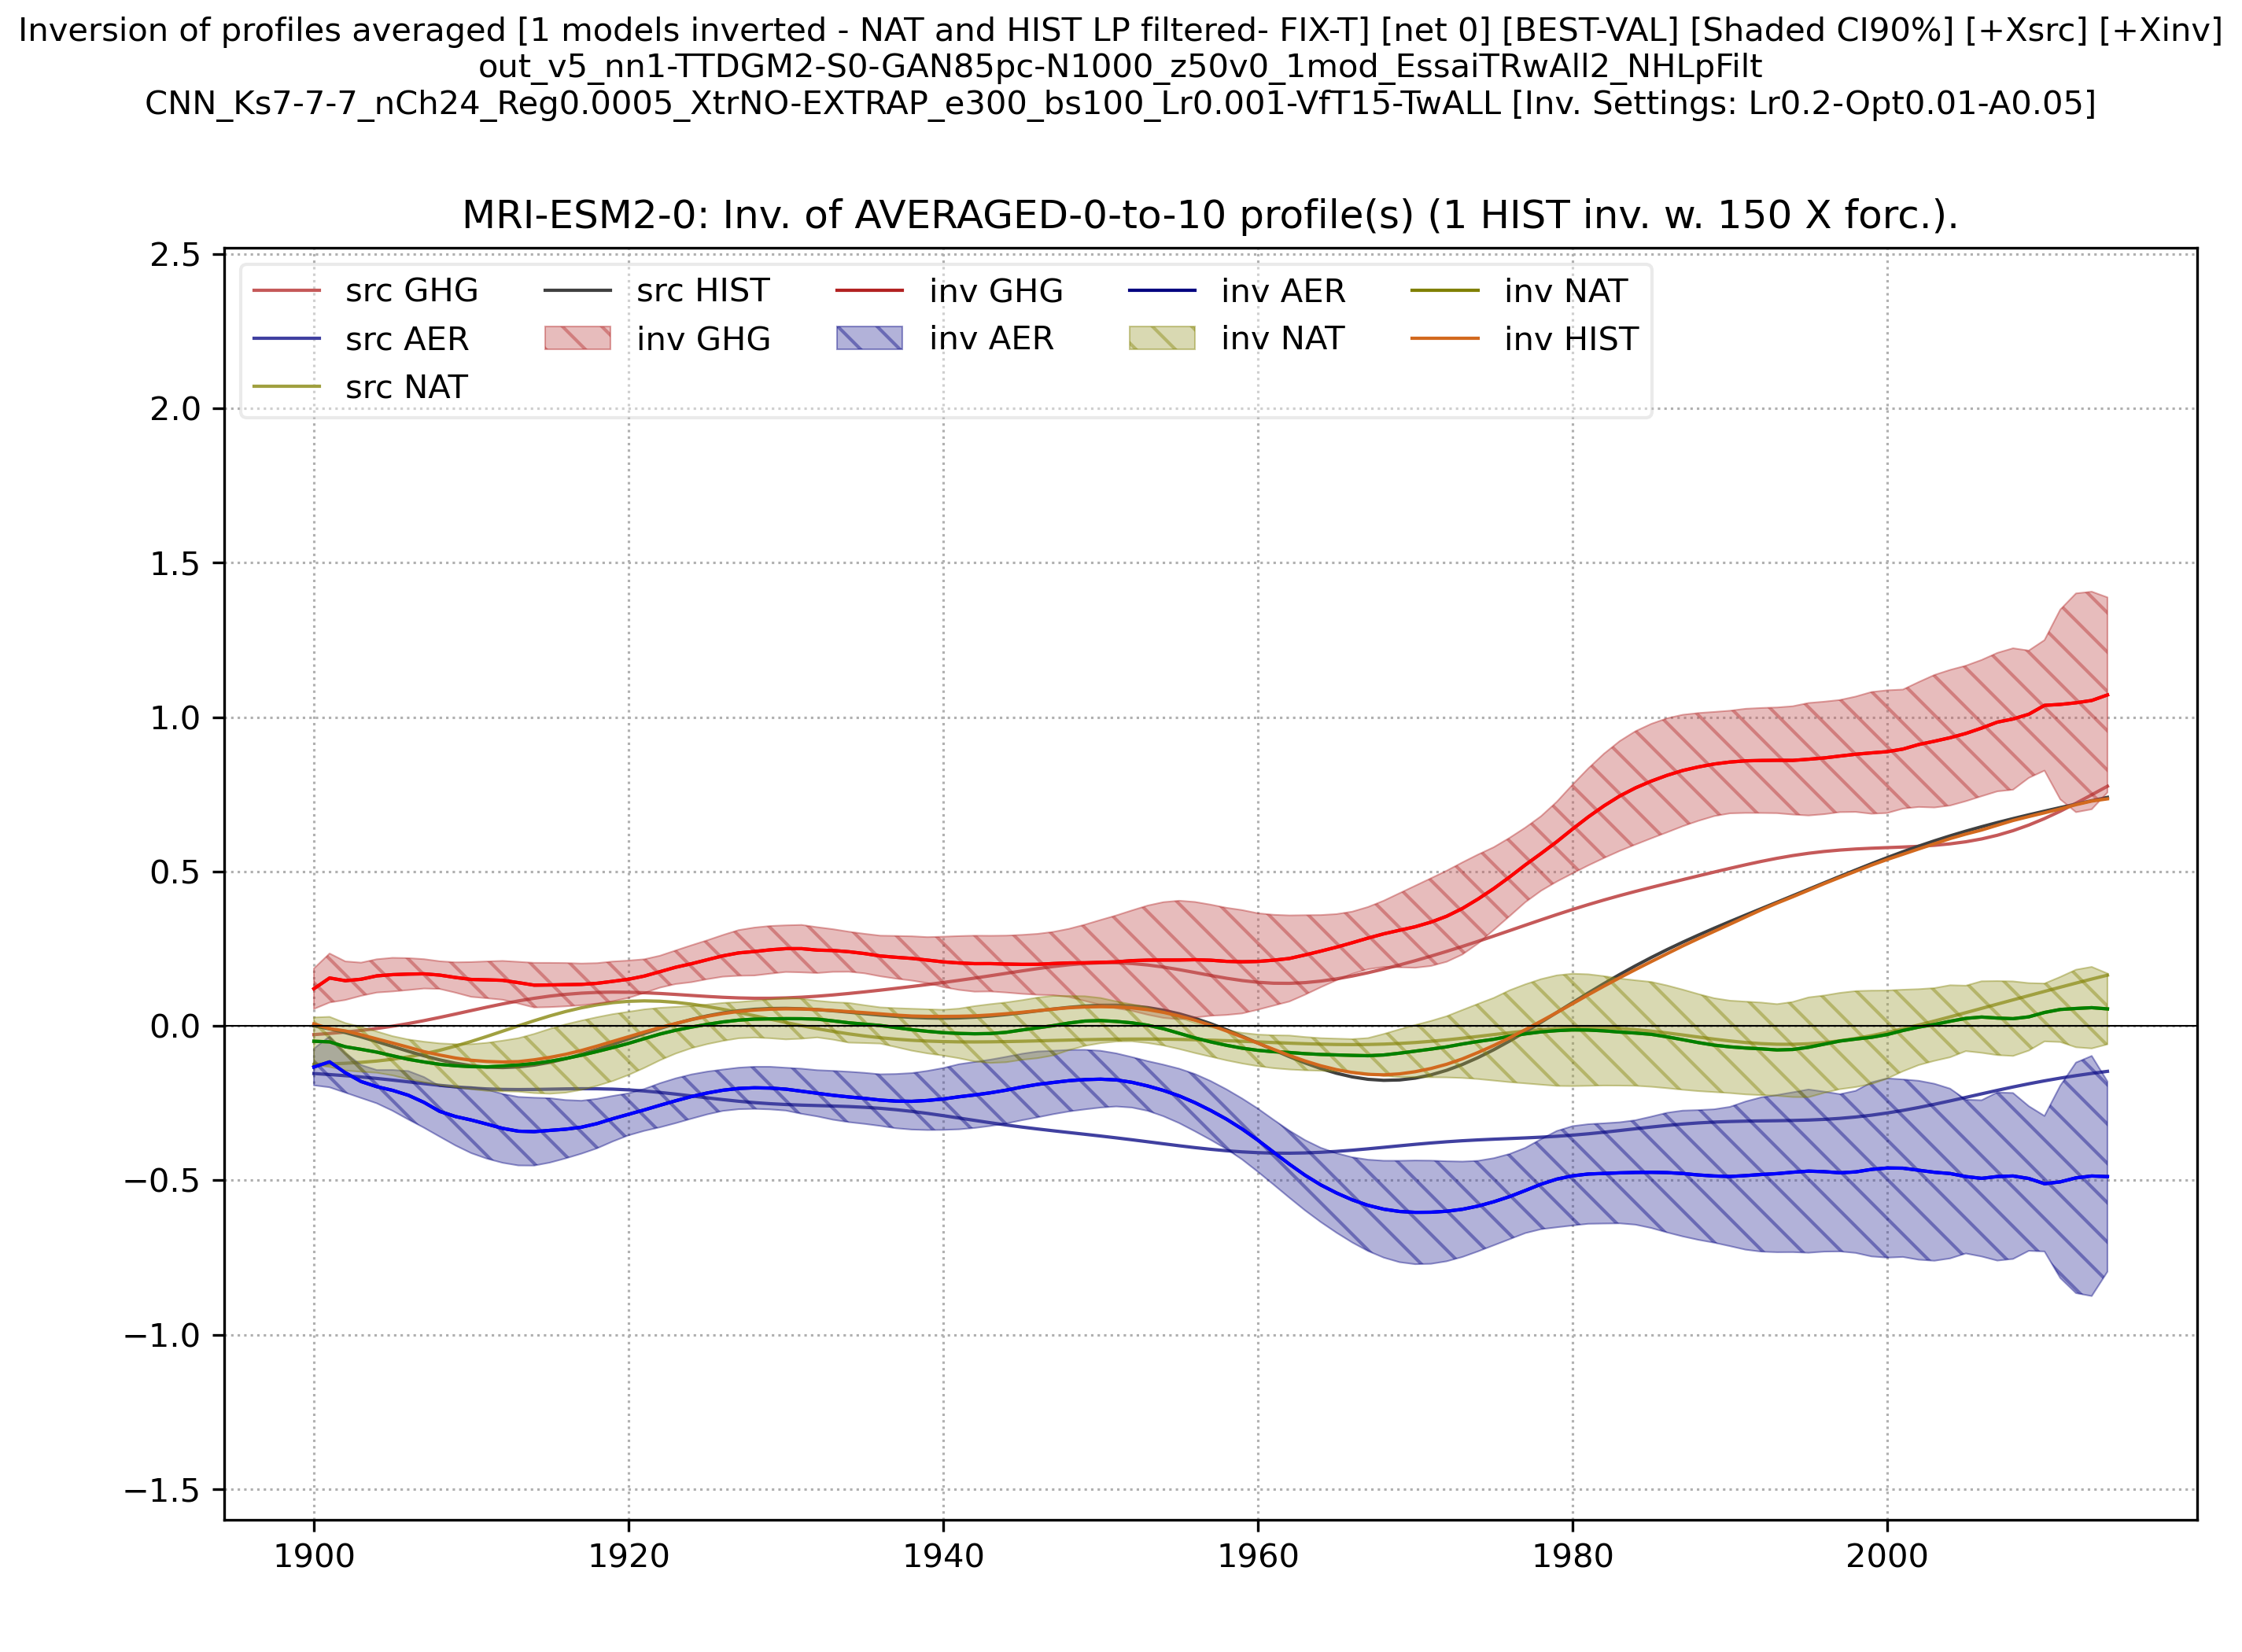 Inversion of profiles averaged [1 models inverted - NAT and HIST LP filtered- FIX-T] [net 0] [BEST-VAL] [Shaded CI90%] [+Xsrc] [+Xinv]
out_v5_nn1-TTDGM2-S0-GAN85pc-N1000_z50v0_1mod_EssaiTRwAll2_NHLpFilt
CNN_Ks7-7-7_nCh24_Reg0.0005_XtrNO-EXTRAP_e300_bs100_Lr0.001-VfT15-TwALL [Inv. Settings: Lr0.2-Opt0.01-A0.05]
MRI-ESM2-0: Inv. of AVERAGED-0-to-10 profile(s) (1 HIST inv. w. 150 X forc.).
src GHG src HIST inv GHG inv AER inv NAT
src AER inv GHG inv AER inv NAT inv HIST
src NAT
2.5
2.0
1.5
1.0
0.5
0.0
−0.5
−1.0
−1.5
1900 1920 1940 1960 1980 2000